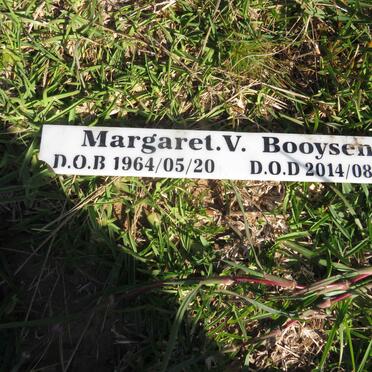 Margaret.V. Booysen
D.O.B 1964/05/20 D.O.D 2014/08